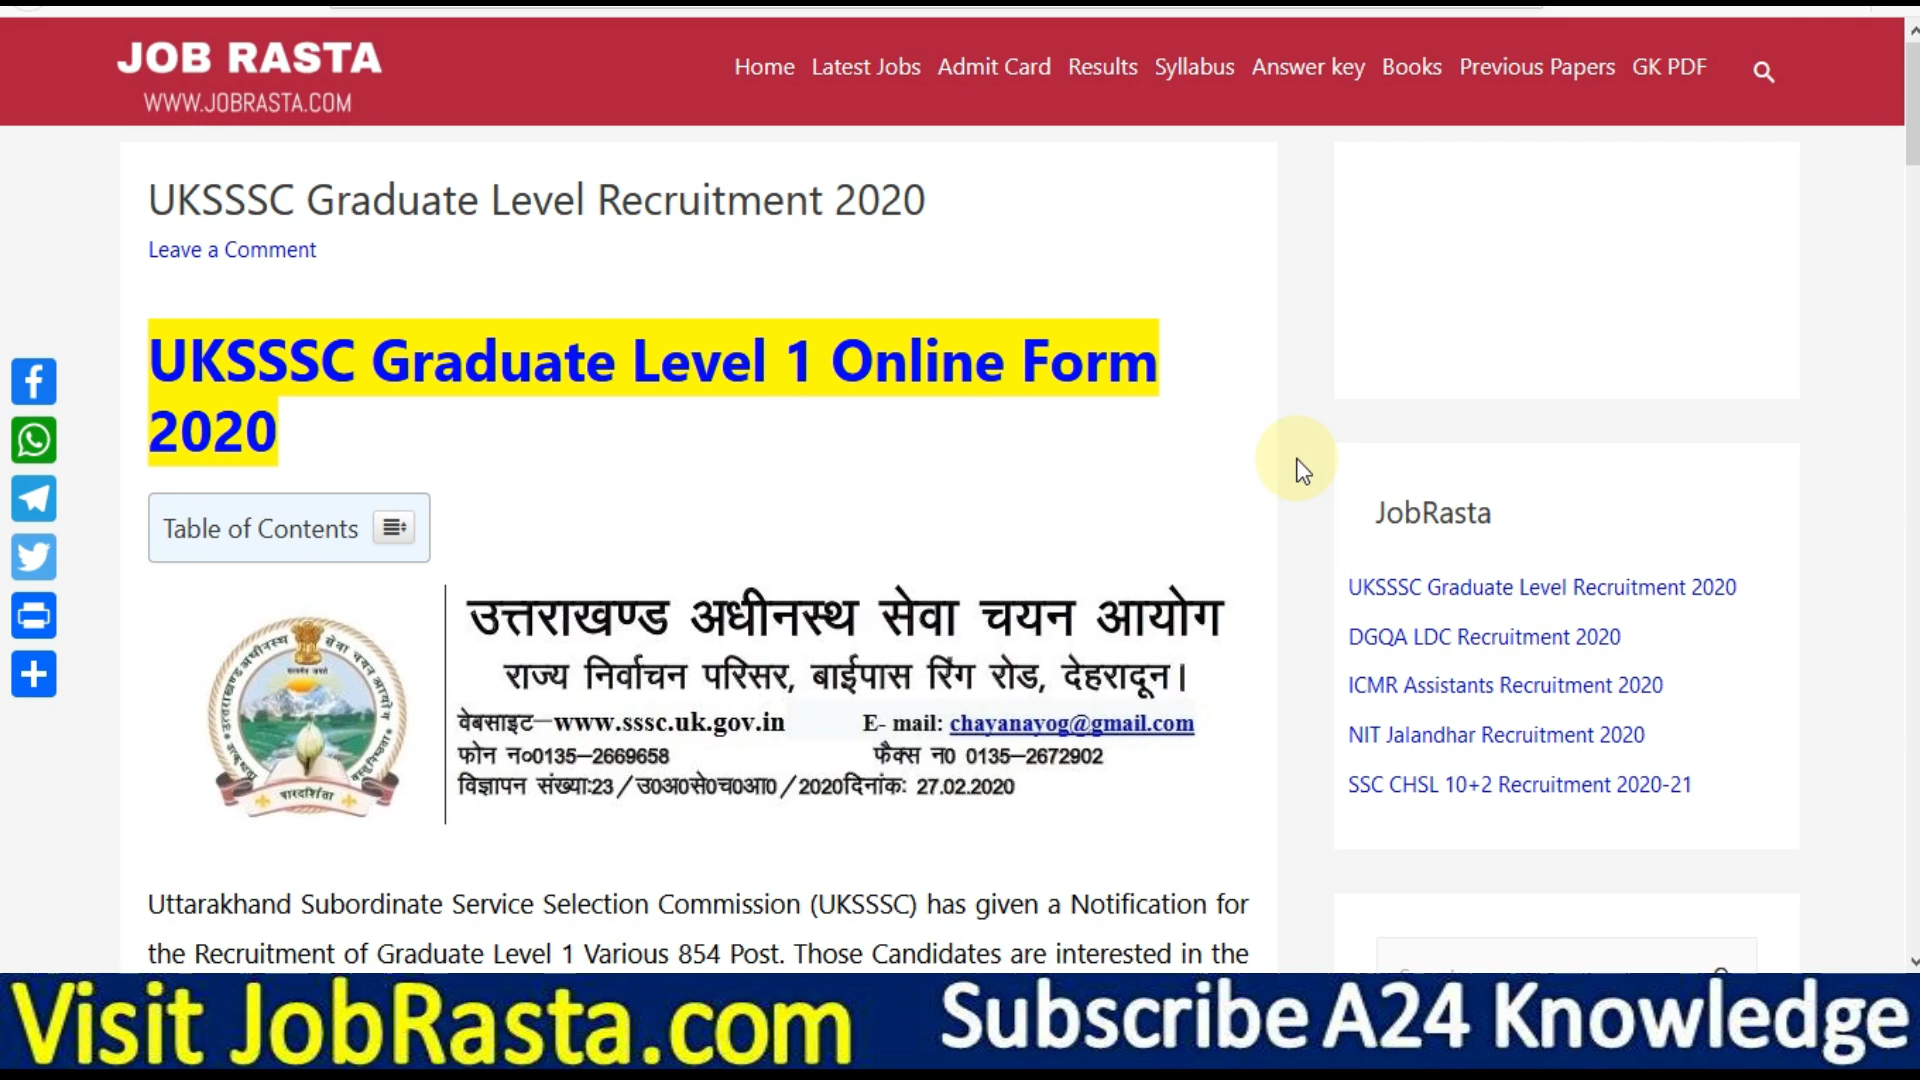 JOB RASTA
WWW.JOBRASTA.COM
Home Latest Jobs Admit Card Results Syllabus Answer key Books Previous Papers GK PDF
UKSSSC Graduate Level Recruitment 2020
Leave a Comment
UKSSSC Graduate Level 1 Online Form
2020
Table of Contents
उत्तराखण्ड अधीनस्थ सेवा चयन आयोग
राज्य निर्वाचन परिसर, बाईपास रिंग रोड, देहरादून।
वेबसाइट–www.sssc.uk.gov.in E- mail: chayanayog@gmail.com
फोन न०0135–2669658 फैक्स न0 0135–2672902
विज्ञापन संख्या:23/उ0अ0से0च0आ0/2020दिनांक: 27.02.2020
पारदर्शिता
Uttarakhand Subordinate Service Selection Commission (UKSSSC) has given a Notification for
the Recruitment of Graduate Level 1 Various 854 Post. Those Candidates are interested in the
JobRasta
UKSSSC Graduate Level Recruitment 2020
DGQA LDC Recruitment 2020
ICMR Assistants Recruitment 2020
NIT Jalandhar Recruitment 2020
SSC CHSL 10+2 Recruitment 2020-21
Visit JobRasta.com Subscribe A24 Knowledge